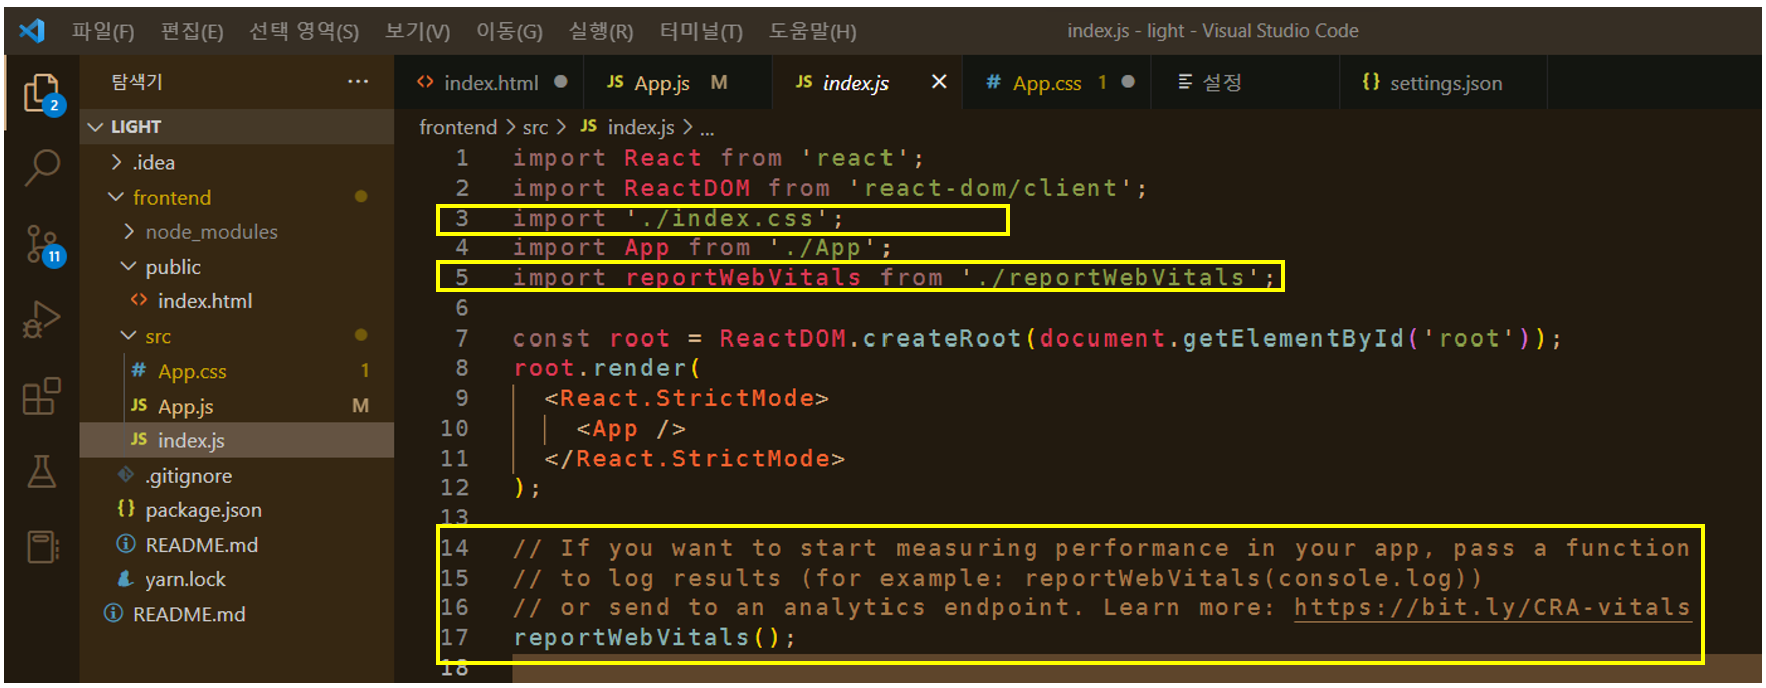 파일(F) 편집(E) 선택 영역(S) 보기(V) 이동(G) 실행(R) 터미널(T) 도움말(H) index.js - light - Visual Studio Code
탐색기 ...
index.html
App.js M
index.js
App.css 1
설정
settings.json
2
11
LIGHT
.idea
frontend
node_modules
public
index.html
src
App.css 1
App.js M
index.js
.gitignore
package.json
README.md
yarn.lock
README.md
frontend > src > JS index.js > ...
1 import React from 'react';
2 import ReactDOM from 'react-dom/client';
3 import './index.css';
4 import App from './App';
5 import reportWebVitals from './reportWebVitals';
6
7 const root = ReactDOM.createRoot(document.getElementById('root'));
8 root.render(
9 <React.StrictMode>
10 <App />
11 </React.StrictMode>
12 );
13
14 // If you want to start measuring performance in your app, pass a function
15 // to log results (for example: reportWebVitals(console.log))
16 // or send to an analytics endpoint. Learn more: https://bit.ly/CRA-vitals
17 reportWebVitals();
18